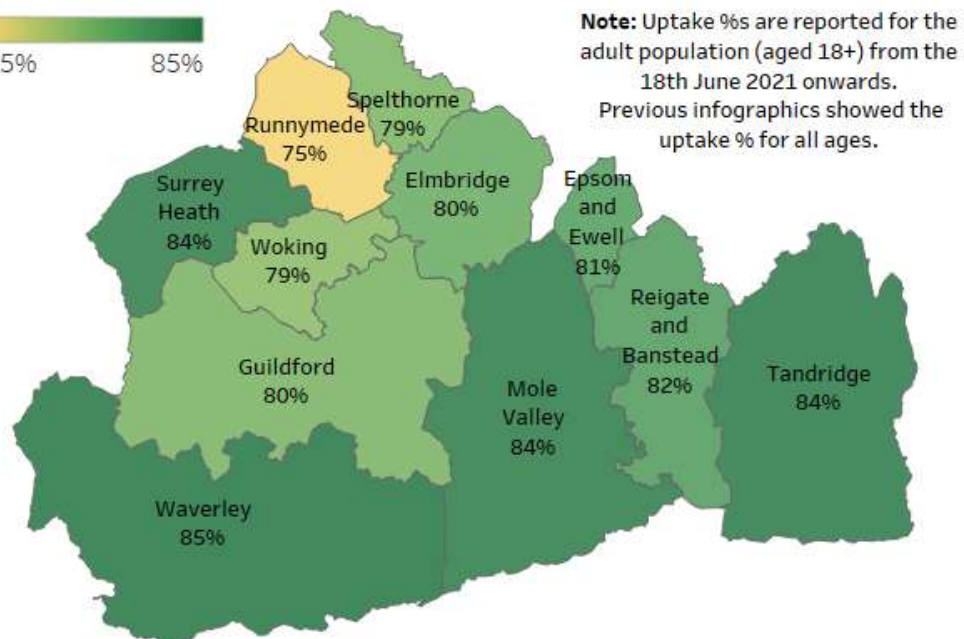 5%
85%
Note: Uptake %s are reported for the
adult population (aged 18+) from the
18th June 2021 onwards.
Previous infographics showed the
uptake % for all ages.
Spelthorne
79%
Runnymede
75%
Elmbridge
80%
Epsom
and
Ewell
81%
Surrey
Heath
84%
Woking
79%
Reigate
and
Banstead
82%
Guildford
80%
Mole
Valley
84%
Tandridge
84%
Waverley
85%